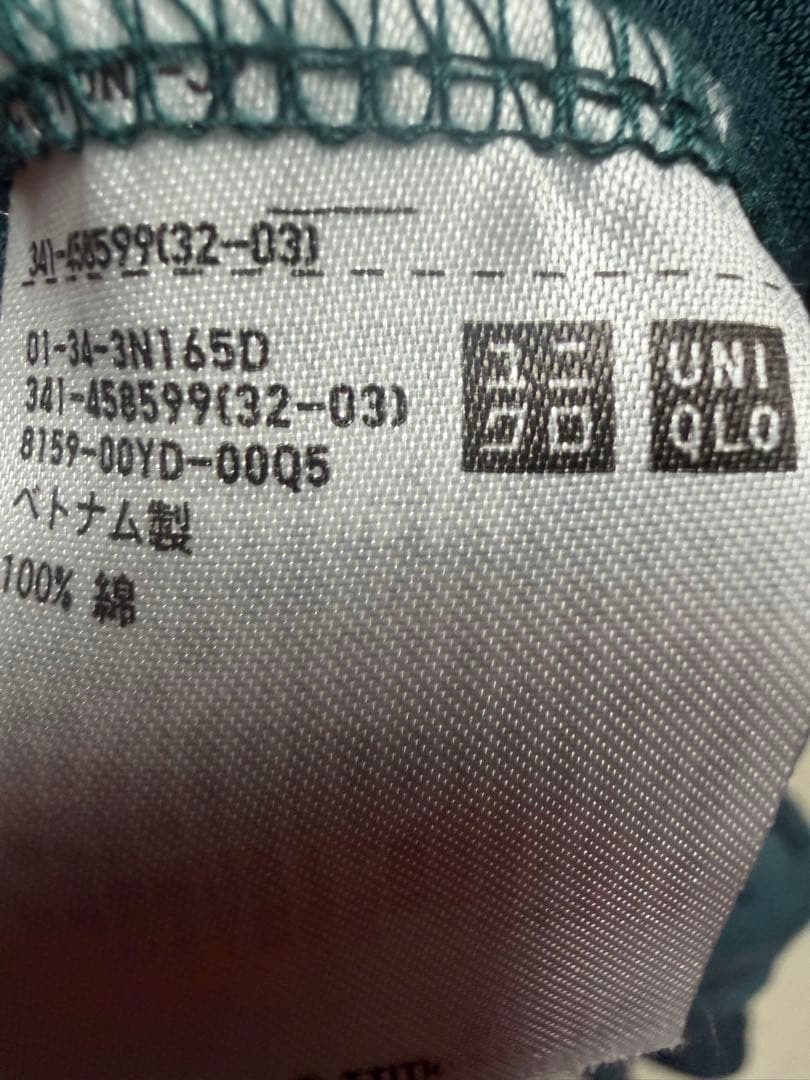 341-458599(32-03)
01-34-3N165D
341-458599(32-03)
8159-00YD-00Q5
ベトナム製
100% 綿
ユニ
クロ
UNI
QLO